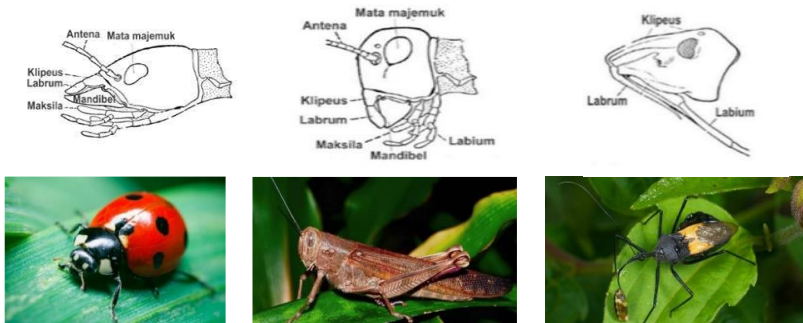 Antena
Mata majemuk
Klipeus
Labrum
Mandibel
Maksila
Mata majemuk
Antena
Klipeus
Labrum
Maksila
Labium
Mandibel
Klipeus
Labrum
Labium